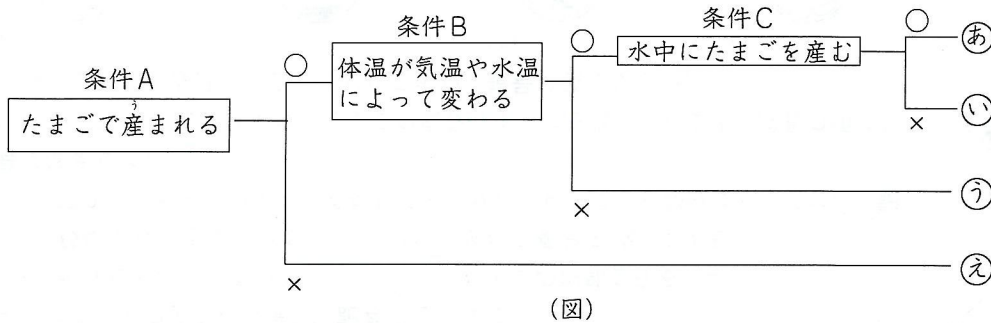 条件A
たまごで産まれる
う
○
×
条件B
体温が気温や水温
によって変わる
○
×
条件C
水中にたまごを産む
○
×
あ
い
う
え
(図)